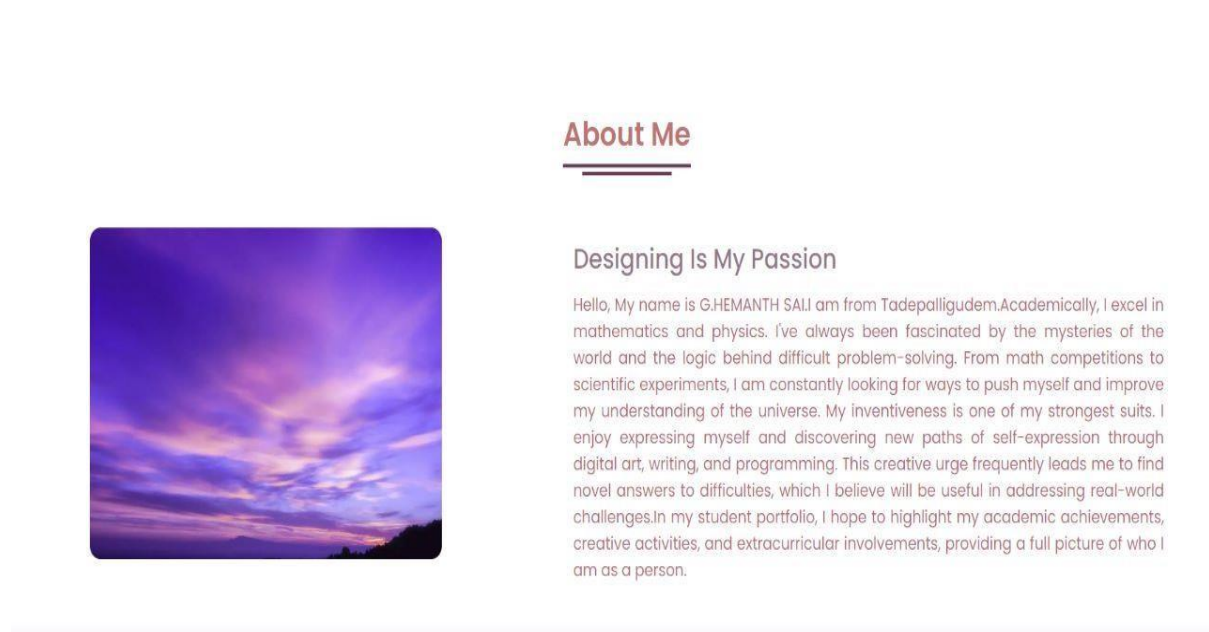 About Me
Designing Is My Passion
Hello, My name is G.HEMANTH SAI.I am from Tadepalligudem.Academically, I excel in
mathematics and physics. I've always been fascinated by the mysteries of the
world and the logic behind difficult problem-solving. From math competitions to
scientific experiments, I am constantly looking for ways to push myself and improve
my understanding of the universe. My inventiveness is one of my strongest suits. I
enjoy expressing myself and discovering new paths of self-expression through
digital art, writing, and programming. This creative urge frequently leads me to find
novel answers to difficulties, which I believe will be useful in addressing real-world
challenges.In my student portfolio, I hope to highlight my academic achievements,
creative activities, and extracurricular involvements, providing a full picture of who I
am as a person.